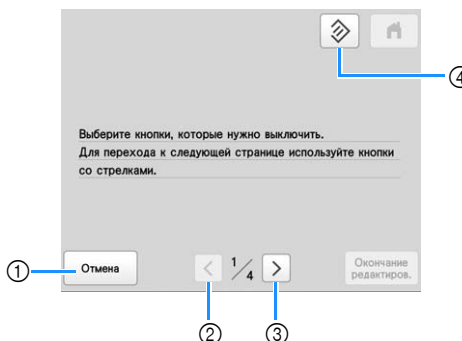 ④
Выберите кнопки, которые нужно выключить.
Для перехода к следующей странице используйте кнопки
со стрелками.
① Отмена < 1/4 > Окончание
редактиров.
② ③